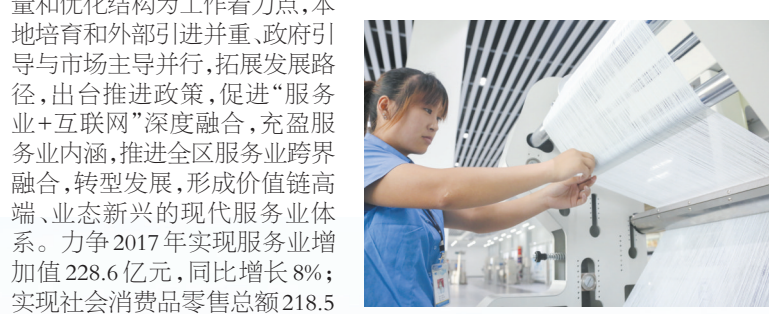 量和优化结构为工作着力点,本
地培育和外部引进并重、政府引
导与市场主导并行,拓展发展路
径,出台推进政策,促进“服务
业+互联网”深度融合,充盈服
务业内涵,推进全区服务业跨界
融合,转型发展,形成价值链高
端、业态新兴的现代服务业体
系。力争2017年实现服务业增
加值228.6亿元,同比增长8%;
实现社会消费品零售总额218.5